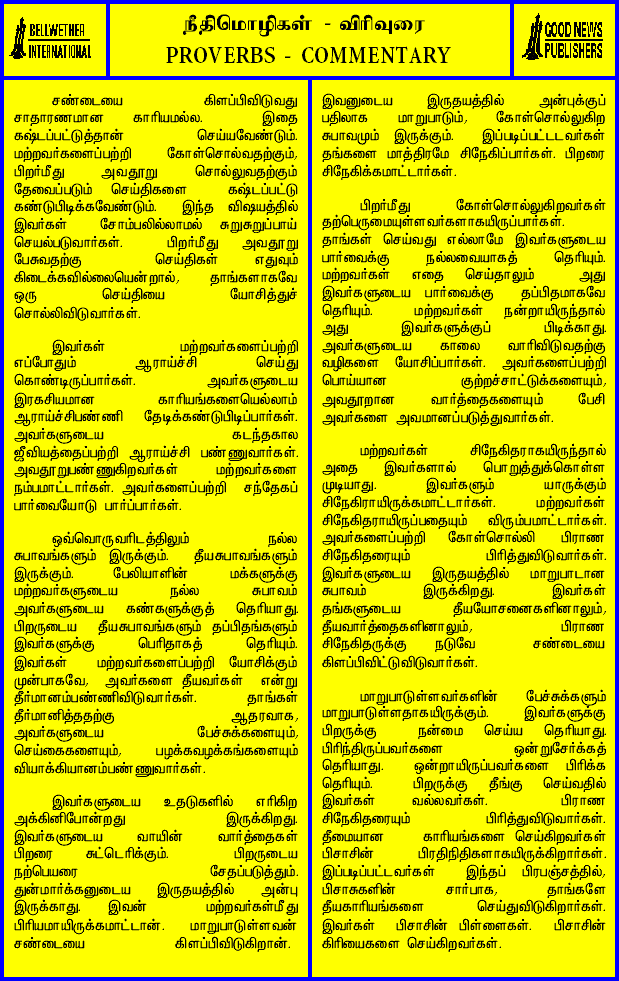 BELLWETHER
INTERNATIONAL
நீதிமொழிகள் - விரிவுரை
PROVERBS - COMMENTARY
GOOD NEWS
PUBLISHERS
சண்டையை கிளப்பிவிடுவது
சாதாரணமான காரியமல்ல. இதை
கஷ்டப்பட்டுத்தான் செய்யவேண்டும்.
மற்றவர்களைப்பற்றி கோள்சொல்வதற்கும்,
பிறர்மீது அவதூறு சொல்லுவதற்கும்
தேவைப்படும் செய்திகளை கஷ்டப்பட்டு
கண்டுபிடிக்கவேண்டும். இந்த விஷயத்தில்
இவர்கள் சோம்பலில்லாமல் சுறுசுறுப்பாய்
செயல்படுவார்கள். பிறர்மீது அவதூறு
பேசுவதற்கு செய்திகள் எதுவும்
கிடைக்கவில்லையென்றால், தாங்களாகவே
ஒரு செய்தியை யோசித்துச்
சொல்லிவிடுவார்கள்.
இவர்கள் மற்றவர்களைப்பற்றி
எப்போதும் ஆராய்ச்சி செய்து
கொண்டிருப்பார்கள். அவர்களுடைய
இரகசியமான காரியங்களையெல்லாம்
ஆராய்ச்சிபண்ணி தேடிக்கண்டுபிடிப்பார்கள்.
அவர்களுடைய கடந்தகால
ஜீவியத்தைப்பற்றி ஆராய்ச்சி பண்ணுவார்கள்.
அவதூறுபண்ணுகிறவர்கள் மற்றவர்களை
நம்பமாட்டார்கள். அவர்களைப்பற்றி சந்தேகப்
பார்வையோடு பார்ப்பார்கள்.
ஒவ்வொருவரிடத்திலும் நல்ல
சுபாவங்களும் இருக்கும். தீயசுபாவங்களும்
இருக்கும். பேலியாளின் மக்களுக்கு
மற்றவர்களுடைய நல்ல சுபாவம்
அவர்களுடைய கண்களுக்குத் தெரியாது.
பிறருடைய தீயசுபாவங்களும் தப்பிதங்களும்
இவர்களுக்கு பெரிதாகத் தெரியும்.
இவர்கள் மற்றவர்களைப்பற்றி யோசிக்கும்
முன்பாகவே, அவர்களை தீயவர்கள் என்று
தீர்மானம்பண்ணிவிடுவார்கள். தாங்கள்
தீர்மானித்ததற்கு ஆதரவாக,
அவர்களுடைய பேச்சுக்களையும்,
செய்கைகளையும், பழக்கவழக்கங்களையும்
வியாக்கியானம்பண்ணுவார்கள்.
இவர்களுடைய உதடுகளில் எரிகிற
அக்கினிபோன்றது இருக்கிறது.
இவர்களுடைய வாயின் வார்த்தைகள்
பிறரை சுட்டெரிக்கும். பிறருடைய
நற்பெயரை சேதப்படுத்தும்.
துன்மார்க்கனுடைய இருதயத்தில் அன்பு
இருக்காது. இவன் மற்றவர்கள்மீது
பிரியமாயிருக்கமாட்டான். மாறுபாடுள்ளவன்
சண்டையை கிளப்பிவிடுகிறான்.
இவனுடைய இருதயத்தில் அன்புக்குப்
பதிலாக மாறுபாடும், கோள்சொல்லுகிற
சுபாவமும் இருக்கும். இப்படிப்பட்டடவர்கள்
தங்களை மாத்திரமே சிநேகிப்பார்கள். பிறரை
சிநேகிக்கமாட்டார்கள்.
பிறர்மீது கோள்சொல்லுகிறவர்கள்
தற்பெருமையுள்ளவர்களாகயிருப்பார்கள்.
தாங்கள் செய்வது எல்லாமே இவர்களுடைய
பார்வைக்கு நல்லவையாகத் தெரியும்.
மற்றவர்கள் எதை செய்தாலும் அது
இவர்களுடைய பார்வைக்கு தப்பிதமாகவே
தெரியும். மற்றவர்கள் நன்றாயிருந்தால்
அது இவர்களுக்குப் பிடிக்காது.
அவர்களுடைய காலை வாரிவிடுவதற்கு
வழிகளை யோசிப்பார்கள். அவர்களைப்பற்றி
பொய்யான குற்றச்சாட்டுக்களையும்,
அவதூறான வார்த்தைகளையும் பேசி
அவர்களை அவமானப்படுத்துவார்கள்.
மற்றவர்கள் சிநேகிதராகயிருந்தால்
அதை இவர்களால் பொறுத்துக்கொள்ள
முடியாது. இவர்களும் யாருக்கும்
சிநேகிராயிருக்கமாட்டார்கள். மற்றவர்கள்
சிநேகிதராயிருப்பதையும் விரும்பமாட்டார்கள்.
அவர்களைப்பற்றி கோள்சொல்லி பிராண
சிநேகிதரையும் பிரித்துவிடுவார்கள்.
இவர்களுடைய இருதயத்தில் மாறுபாடான
சுபாவம் இருக்கிறது. இவர்கள்
தங்களுடைய தீயயோசனைகளினாலும்,
தீயவார்த்தைகளினாலும், பிராண
சிநேகிதருக்கு நடுவே சண்டையை
கிளப்பிவிட்டுவிடுவார்கள்.
மாறுபாடுள்ளவர்களின் பேச்சுக்களும்
மாறுபாடுள்ளதாகயிருக்கும். இவர்களுக்கு
பிறருக்கு நன்மை செய்ய தெரியாது.
பிரிந்திருப்பவர்களை ஒன்றுசேர்க்கத்
தெரியாது. ஒன்றாயிருப்பவர்களை பிரிக்க
தெரியும். பிறருக்கு தீங்கு செய்வதில்
இவர்கள் வல்லவர்கள். பிராண
சிநேகிதரையும் பிரித்துவிடுவார்கள்.
தீமையான காரியங்களை செய்கிறவர்கள்
பிசாசின் பிரதிநிதிகளாகயிருக்கிறார்கள்.
இப்படிப்பட்டவர்கள் இந்தப் பிரபஞ்சத்தில்,
பிசாசுகளின் சார்பாக, தாங்களே
தீயகாரியங்களை செய்துவிடுகிறார்கள்.
இவர்கள் பிசாசின் பிள்ளைகள். பிசாசின்
கிரியைகளை செய்கிறவர்கள்.